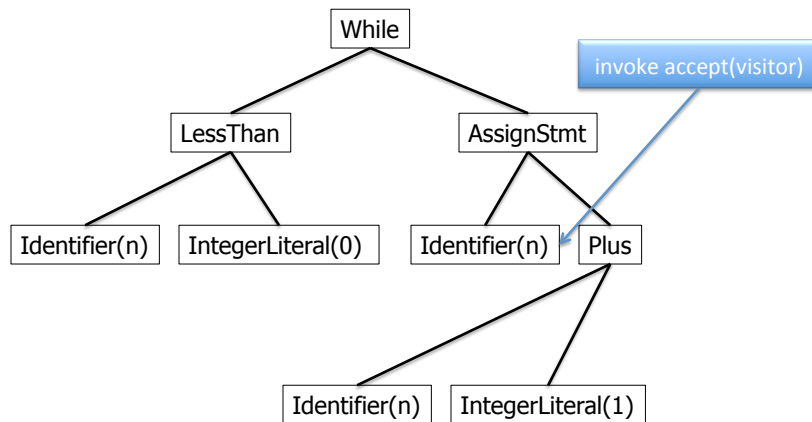 While
invoke accept(visitor)
LessThan
AssignStmt
Identifier(n)
IntegerLiteral(0)
Identifier(n)
Plus
Identifier(n)
IntegerLiteral(1)